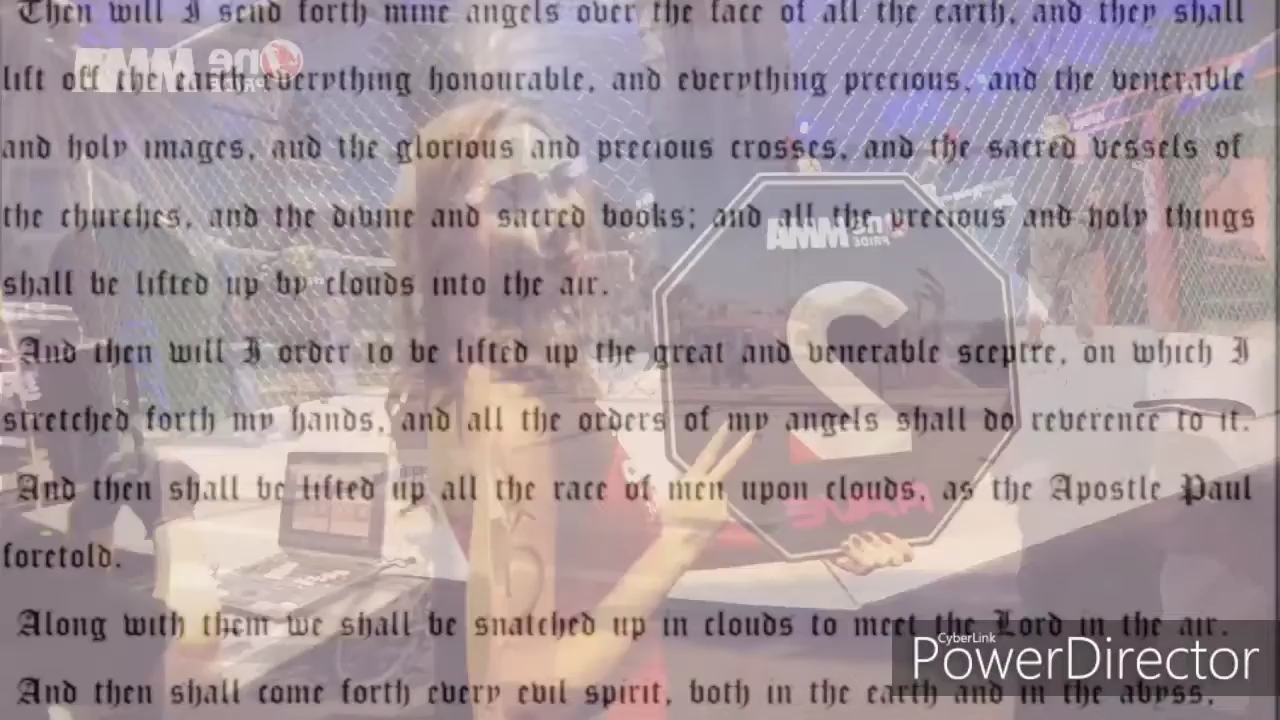 Then will I send forth mine angels over the face of all the earth, and they shall
lift off the earth everything honourable, and everything precious, and the venerable
and holy images, and the glorious and precious crosses, and the sacred vessels of
the churches, and the divine and sacred books; and all the precious and holy things
shall be lifted up by clouds into the air.
And then will I order to be lifted up the great and venerable sceptre, on which I
stretched forth my hands, and all the orders of my angels shall do reverence to it.
And then shall be lifted up all the race of men upon clouds, as the Apostle Paul
foretold.
Along with them we shall be snatched up in clouds to meet the Lord in the air.
And then shall come forth every evil spirit, both in the earth and in the abyss,
One PRIDE MMA
One PRIDE MMA
2
CyberLink
PowerDirector